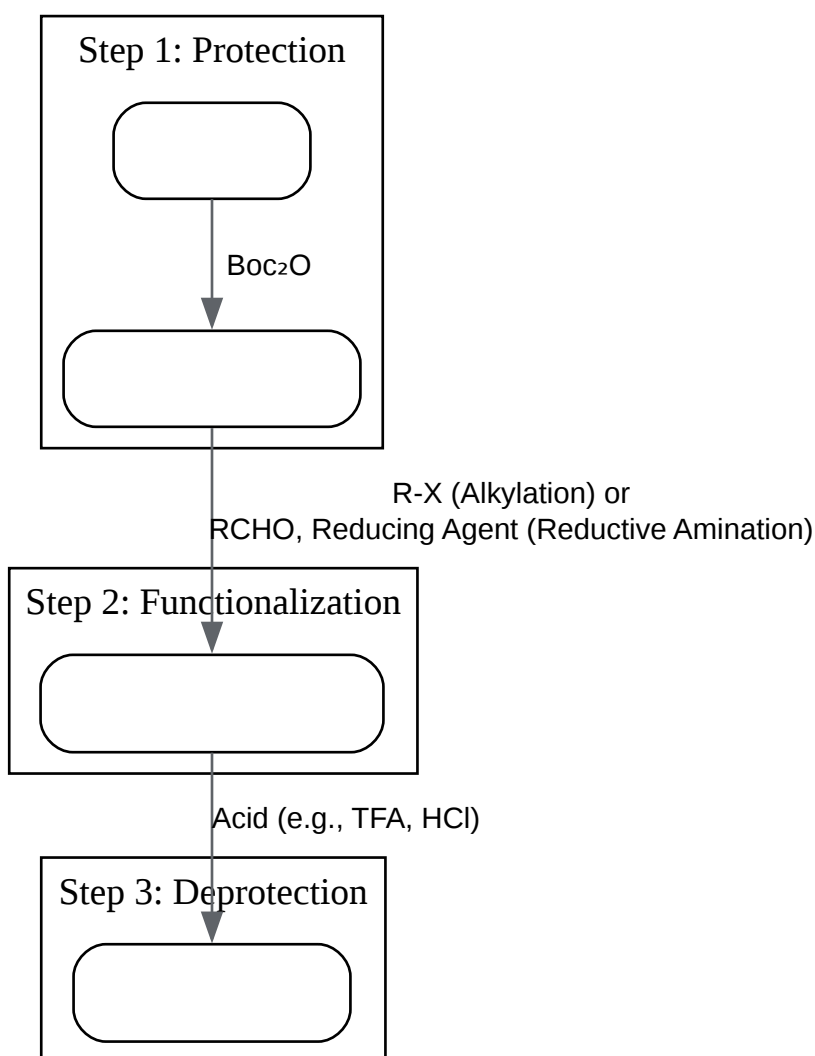 Step 1: Protection
Boc₂O
R-X (Alkylation) or
RCHO, Reducing Agent (Reductive Amination)
Step 2: Functionalization
Acid (e.g., TFA, HCl)
Step 3: Deprotection